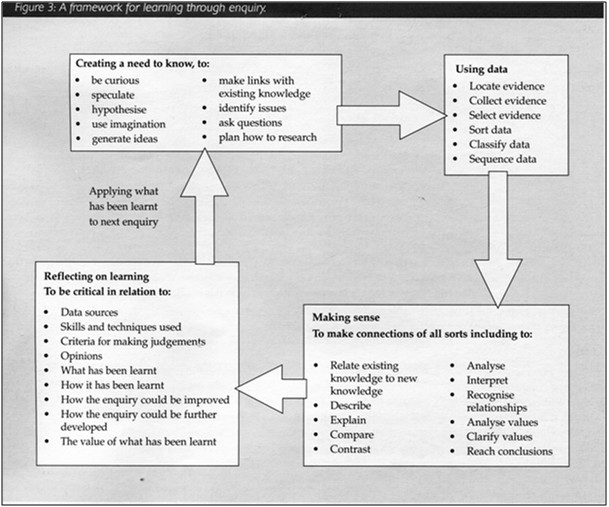 Figure 3: A framework for learning through enquiry.
Creating a need to know, to:
• be curious
• speculate
• hypothesise
• use imagination
• generate ideas
• make links with
existing knowledge
• identify issues
• ask questions
• plan how to research
Using data
• Locate evidence
• Collect evidence
• Select evidence
• Sort data
• Classify data
• Sequence data
Applying what
has been learnt
to next enquiry
Reflecting on learning
To be critical in relation to:
• Data sources
• Skills and techniques used
• Criteria for making judgements
• Opinions
• What has been learnt
• How it has been learnt
• How the enquiry could be improved
• How the enquiry could be further
developed
• The value of what has been learnt
Making sense
To make connections of all sorts including to:
• Relate existing
knowledge to new
knowledge
• Describe
• Explain
• Compare
• Contrast
• Analyse
• Interpret
• Recognise
relationships
• Analyse values
• Clarify values
• Reach conclusions